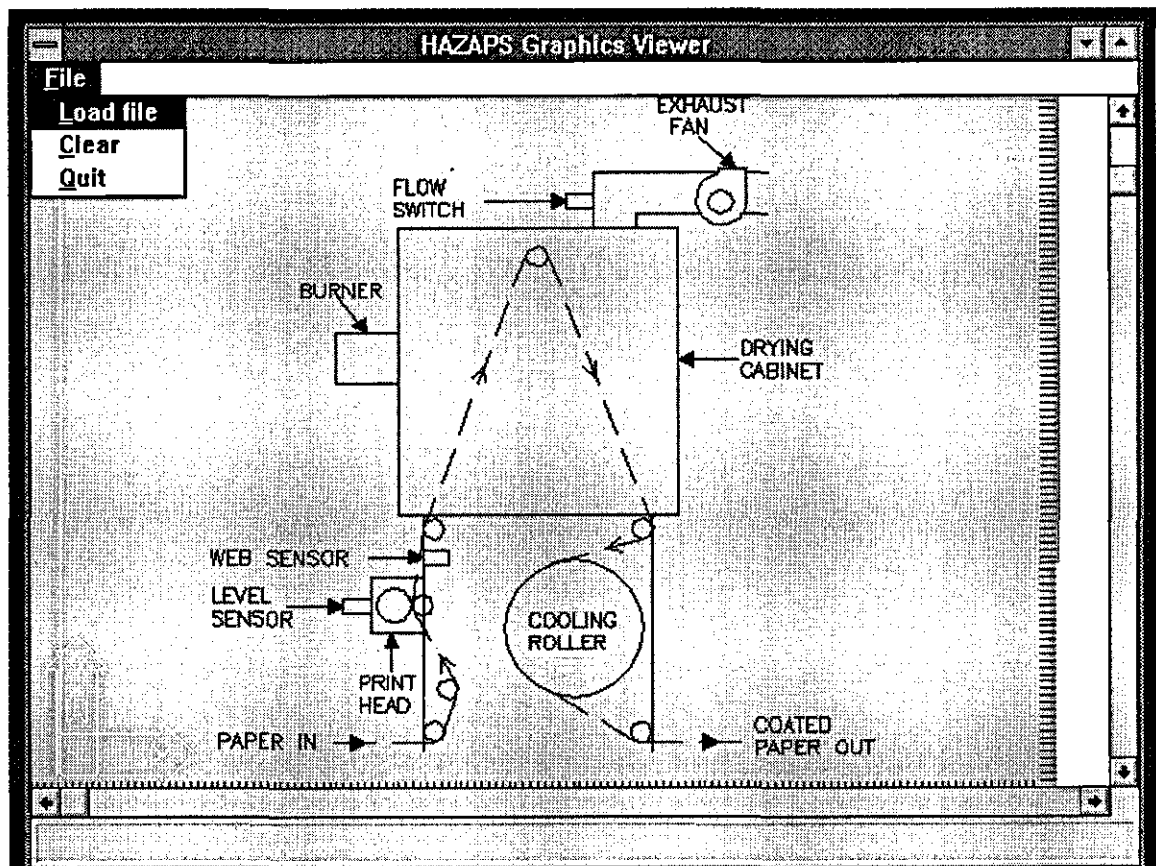 HAZAPS Graphics Viewer
File
Load file
Clear
Quit
EXHAUST
FAN
FLOW
SWITCH
BURNER
DRYING
CABINET
WEB SENSOR
LEVEL
SENSOR
COOLING
ROLLER
PRINT
HEAD
PAPER IN
COATED
PAPER OUT